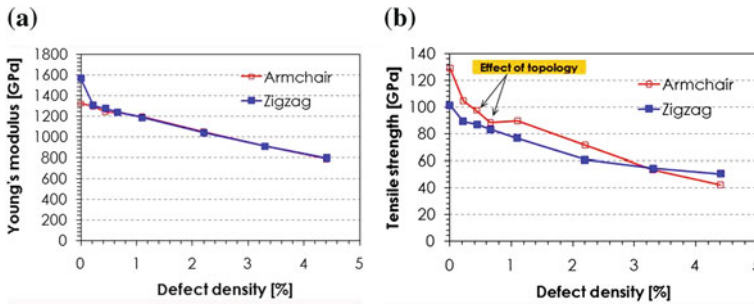 (a)
Young's modulus [GPa]
1800
1600
1400
1200
1000
800
600
400
200
0
Armchair
Zigzag
0 1 2 3 4 5
Defect density [%]
(b)
Tensile strength [GPa]
140
120
100
80
60
40
20
0
Effect of topology
Armchair
Zigzag
0 1 2 3 4 5
Defect density [%]